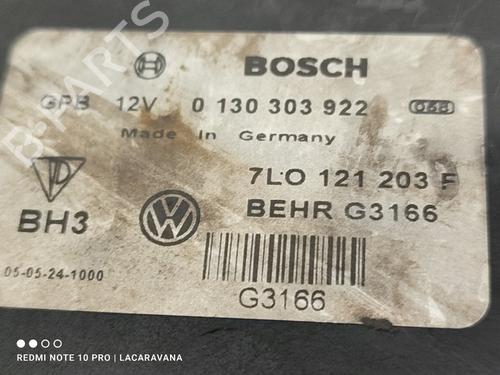 BOSCH
GPB 12V 0 130 303 922
Made in Germany
7L0 121 203 F
BH3 VW BEHR G3166
05-05-24-1000
G3166
B-PARTS
REDMI NOTE 10 PRO | LACARAVANA